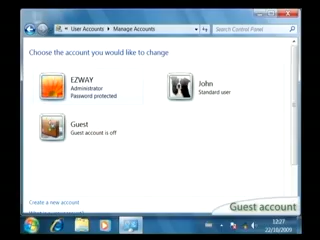 « User Accounts ▸ Manage Accounts
Search Control Panel
Choose the account you would like to change
EZWAY
Administrator
Password protected
John
Standard user
Guest
Guest account is off
Create a new account
Guest account
12:27
22/10/2009